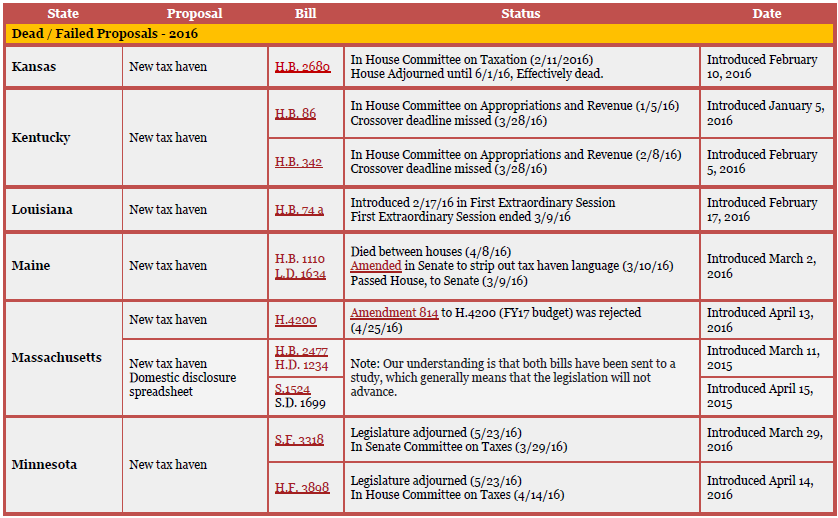 State Proposal Bill Status Date
Dead / Failed Proposals - 2016
Kansas
New tax haven
H.B. 2680
In House Committee on Taxation (2/11/2016)
House Adjourned until 6/1/16, Effectively dead.
Introduced February
10, 2016
Kentucky
New tax haven
H.B. 86
In House Committee on Appropriations and Revenue (1/5/16)
Crossover deadline missed (3/28/16)
Introduced January 5,
2016
H.B. 342
In House Committee on Appropriations and Revenue (2/8/16)
Crossover deadline missed (3/28/16)
Introduced February
5, 2016
Louisiana
New tax haven
H.B. 74 a
Introduced 2/17/16 in First Extraordinary Session
First Extraordinary Session ended 3/9/16
Introduced February
17, 2016
Maine
New tax haven
H.B. 1110
L.D. 1634
Died between houses (4/8/16)
Amended in Senate to strip out tax haven language (3/10/16)
Passed House, to Senate (3/9/16)
Introduced March 2,
2016
Massachusetts
New tax haven
H.4200
Amendment 814 to H.4200 (FY17 budget) was rejected
(4/25/16)
Introduced April 13,
2016
New tax haven
Domestic disclosure
spreadsheet
H.B. 2477
H.D. 1234
S.1524
S.D. 1699
Note: Our understanding is that both bills have been sent to a
study, which generally means that the legislation will not
advance.
Introduced March 11,
2015
Introduced April 15,
2015
Minnesota
New tax haven
S.F. 3318
Legislature adjourned (5/23/16)
In Senate Committee on Taxes (3/29/16)
Introduced March 29,
2016
H.F. 3898
Legislature adjourned (5/23/16)
In House Committee on Taxes (4/14/16)
Introduced April 14,
2016